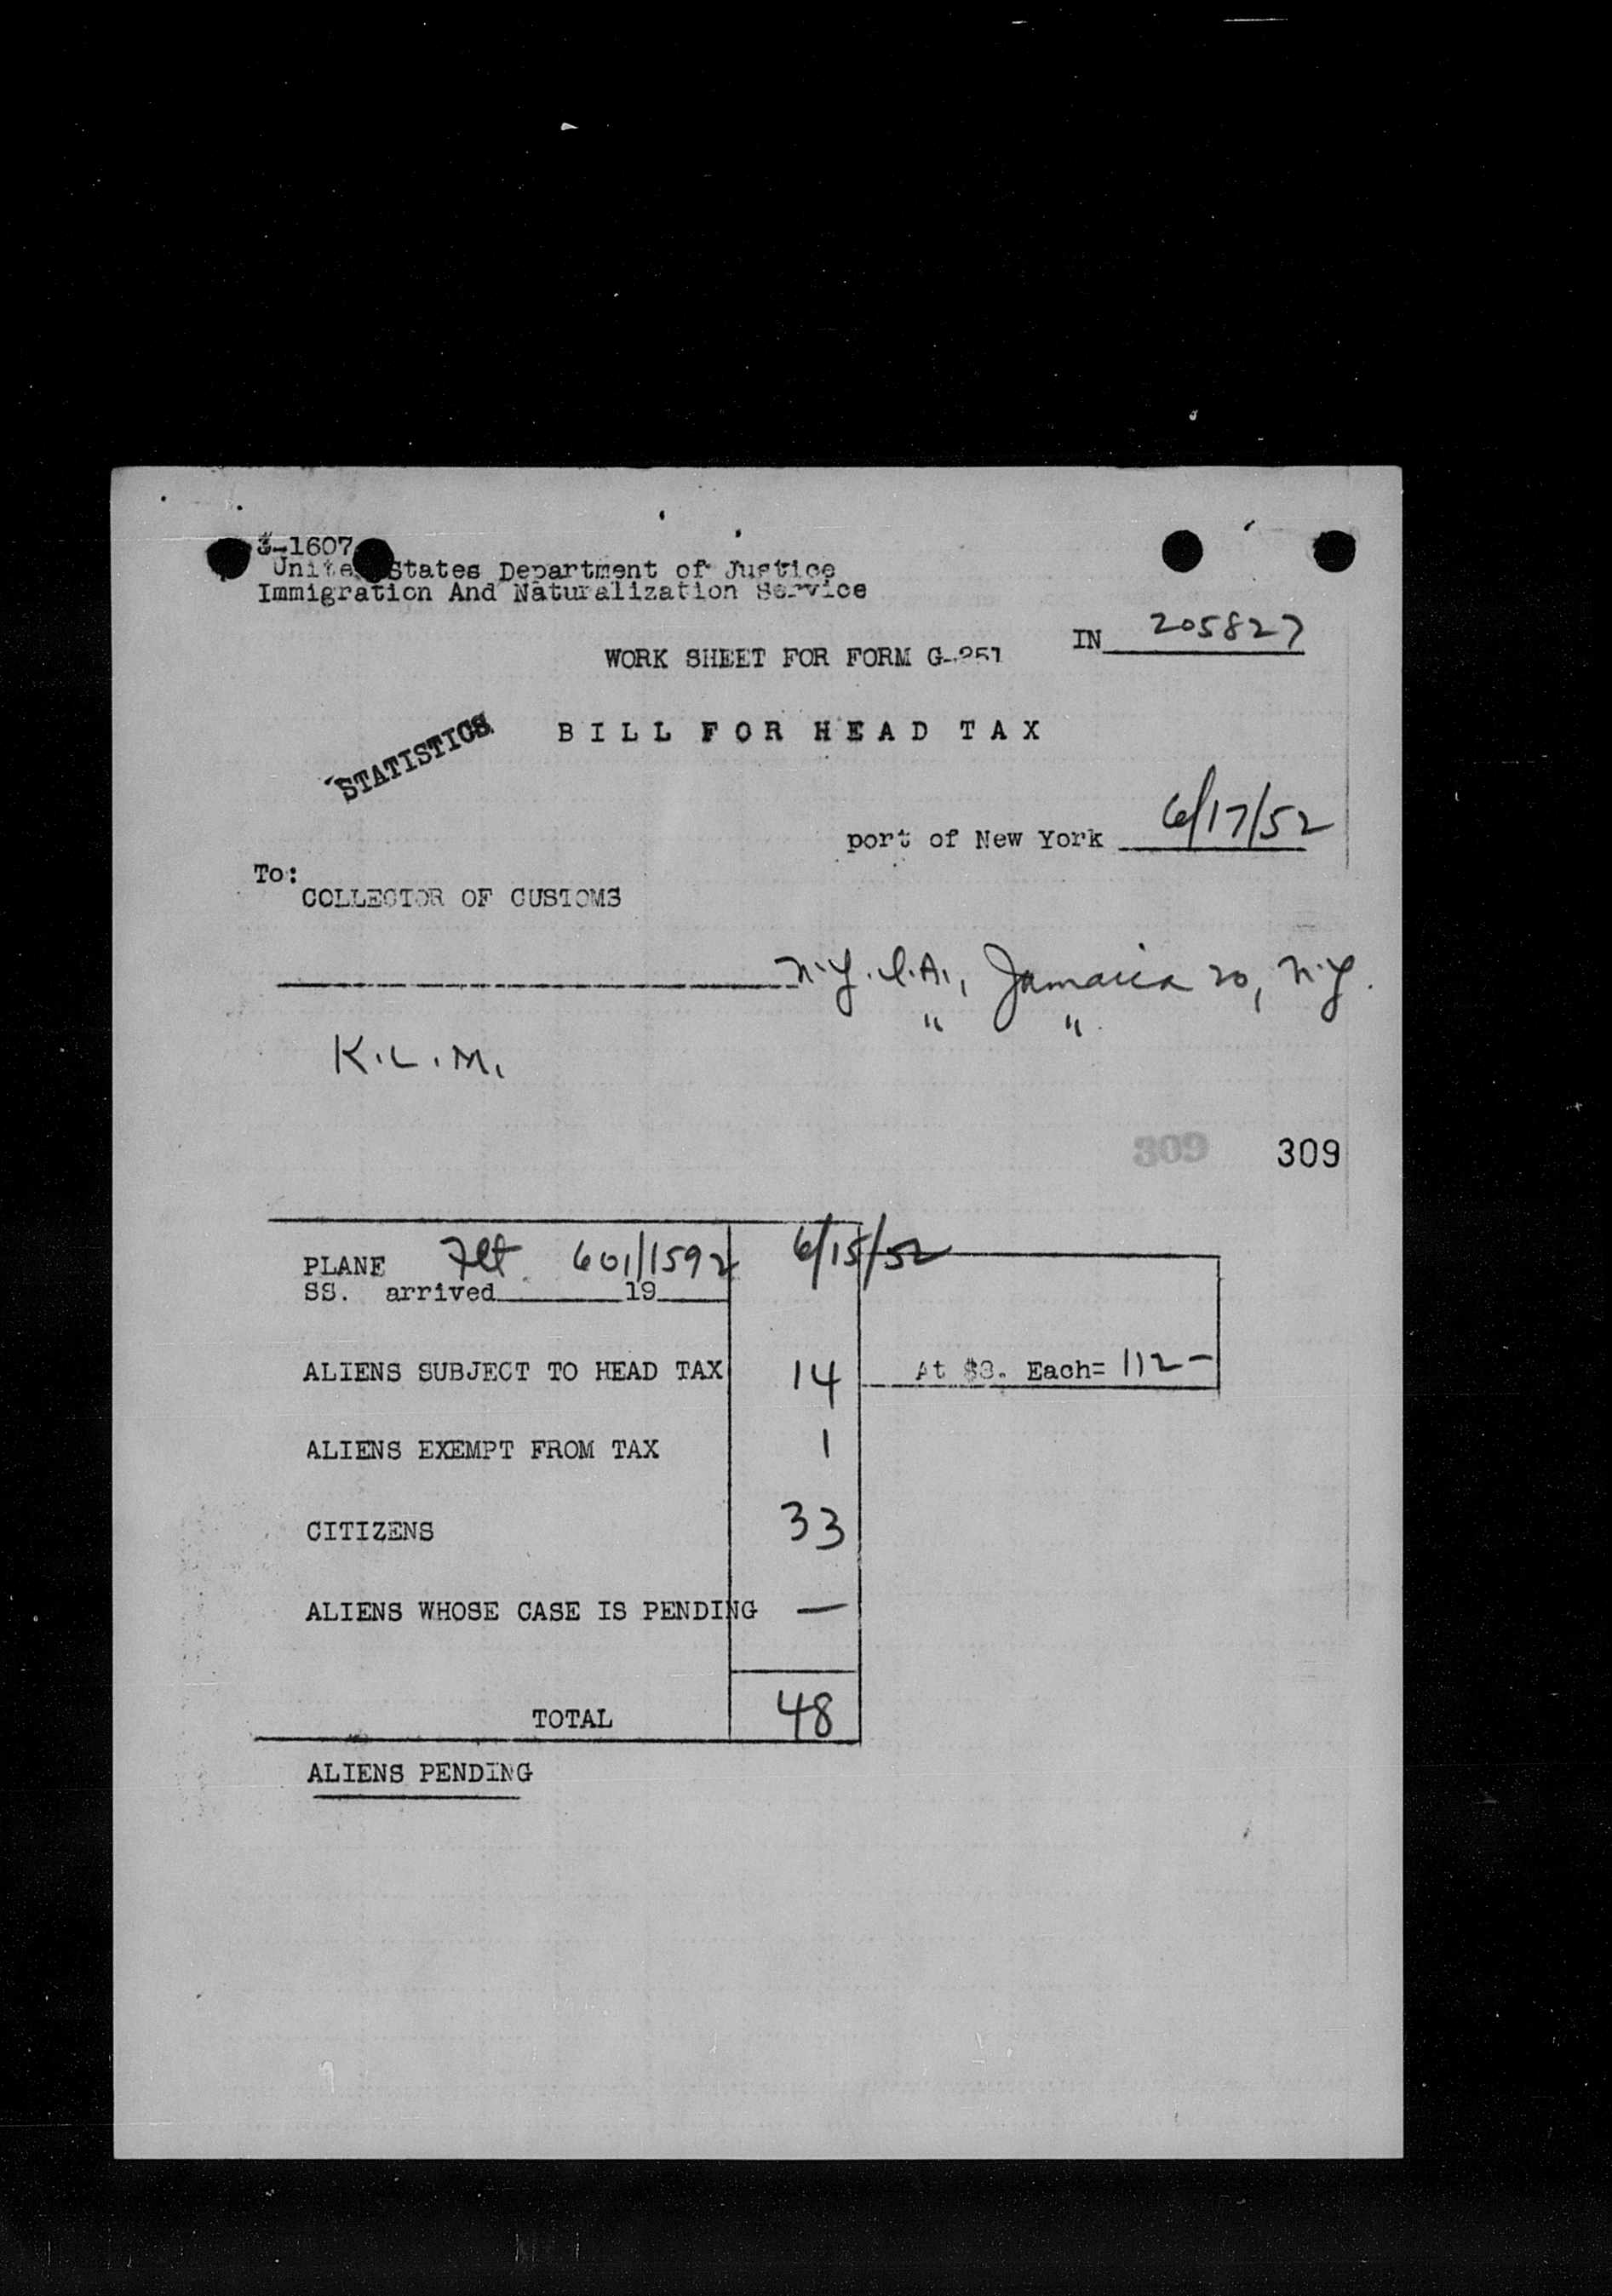 3-1607
United States Department of Justice
Immigration And Naturalization Service
IN 205827
WORK SHEET FOR FORM G-251
STATISTICS
BILL FOR HEAD TAX
port of New York 6/17/52
To:
COLLECTOR OF CUSTOMS
N.Y.I.A., Jamaica 20, N.Y.
" "
K.L.M.
309 309
PLANE Flt. 601/1592 6/15/52
SS. arrived 19
ALIENS SUBJECT TO HEAD TAX 14 At $8. Each= 112 -
ALIENS EXEMPT FROM TAX 1
CITIZENS 33
ALIENS WHOSE CASE IS PENDING —
TOTAL 48
ALIENS PENDING